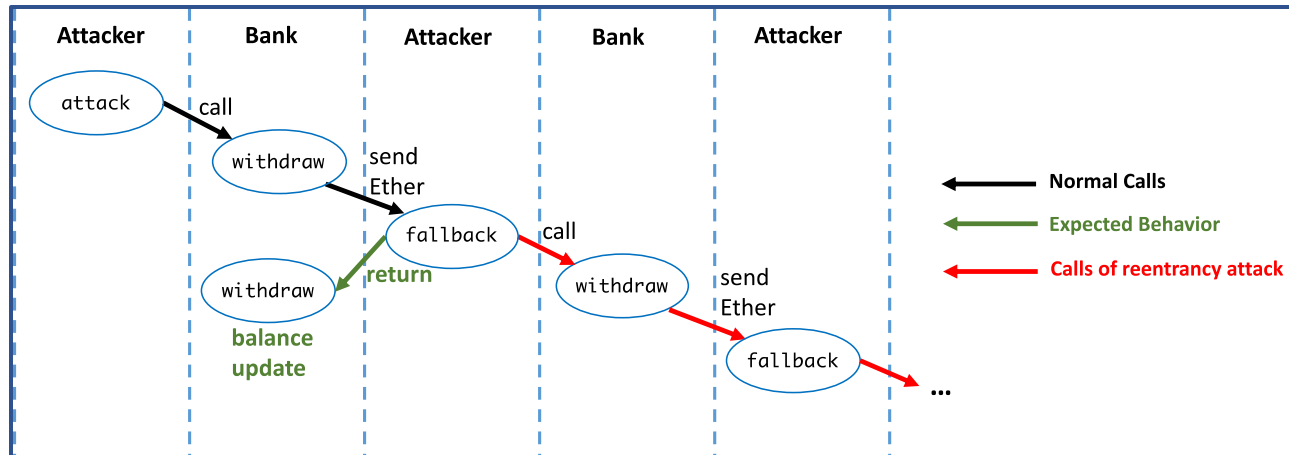 Attacker
Bank
Attacker
Bank
Attacker
attack
call
withdraw
send
Ether
fallback
call
return
withdraw
balance
update
withdraw
send
Ether
fallback
...
Normal Calls
Expected Behavior
Calls of reentrancy attack